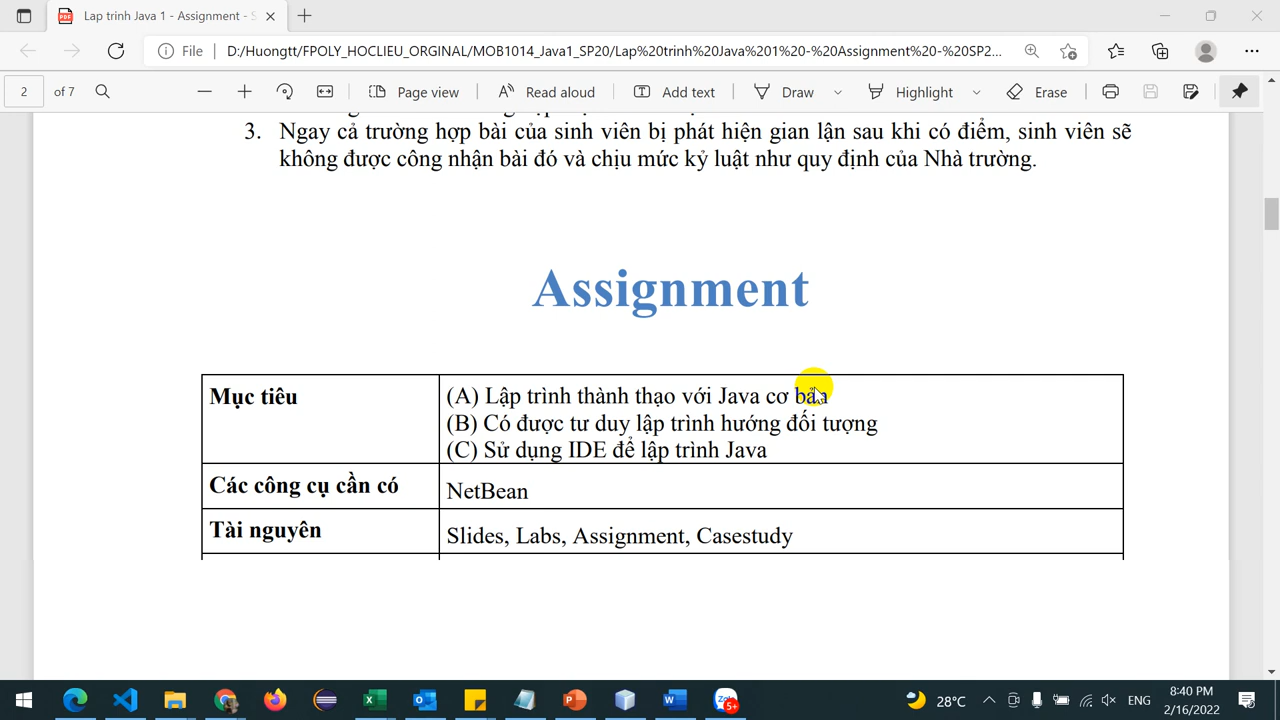 Lap trinh Java 1 - Assignment - S
File
D:/Huongtt/FPOLY_HOCLIEU_ORGINAL/MOB1014_Java1_SP20/Lap%20trinh%20Java%201%20-%20Assignment%20-%20SP2...
2 of 7
Page view
Read aloud
Add text
Draw
Highlight
Erase
3. Ngay cả trường hợp bài của sinh viên bị phát hiện gian lận sau khi có điểm, sinh viên sẽ
không được công nhận bài đó và chịu mức kỷ luật như quy định của Nhà trường.
Assignment
Mục tiêu
(A) Lập trình thành thạo với Java cơ bản
(B) Có được tư duy lập trình hướng đối tượng
(C) Sử dụng IDE để lập trình Java
Các công cụ cần có
NetBean
Tài nguyên
Slides, Labs, Assignment, Casestudy
Zalo
5+
28°C
ENG
8:40 PM
2/16/2022